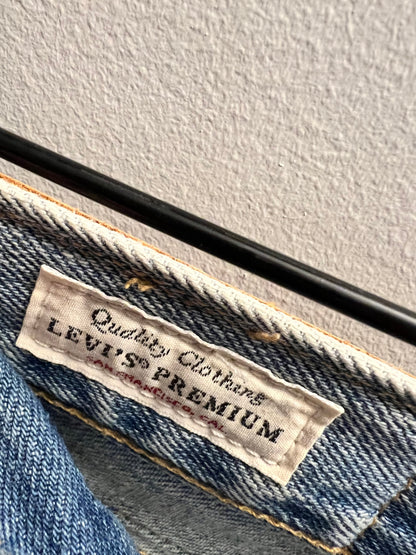 Quality Clothing
LEVI'S® PREMIUM
SAN FRANCISCO, CAL